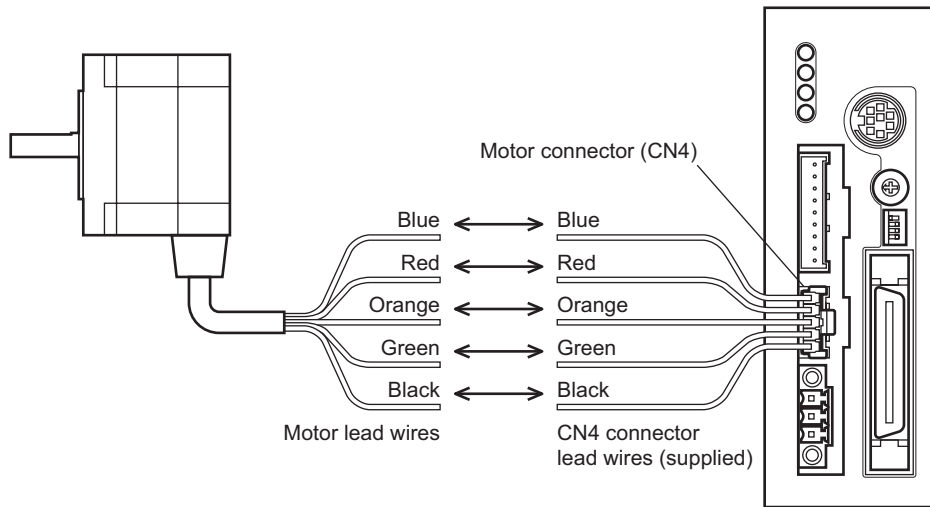 Motor connector (CN4)
Blue Blue
Red Red
Orange Orange
Green Green
Black Black
Motor lead wires
CN4 connector
lead wires (supplied)